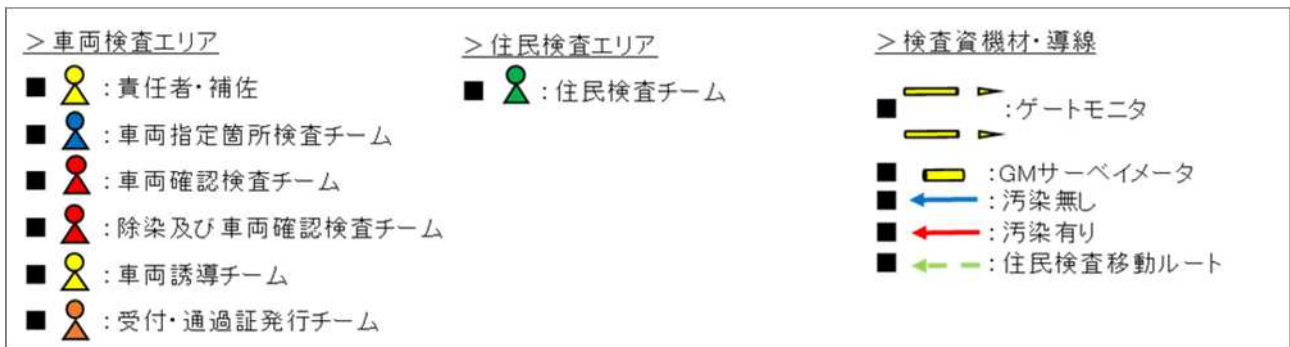 ＞車両検査エリア
■ ：責任者・補佐
■ ：車両指定箇所検査チーム
■ ：車両確認検査チーム
■ ：除染及び車両確認検査チーム
■ ：車両誘導チーム
■ ：受付・通過証発行チーム
＞住民検査エリア
■ ：住民検査チーム
＞検査資機材・導線
■ ：ゲートモニタ
■ ：GMサーベイメータ
■ ：汚染無し
■ ：汚染有り
■ ：住民検査移動ルート